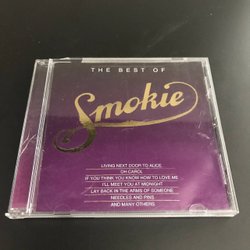 THE BEST OF
Smokie
LIVING NEXT DOOR TO ALICE
OH CAROL
IF YOU THINK YOU KNOW HOW TO LOVE ME
I'LL MEET YOU AT MIDNIGHT
LAY BACK IN THE ARMS OF SOMEONE
NEEDLES AND PINS
AND MANY OTHERS